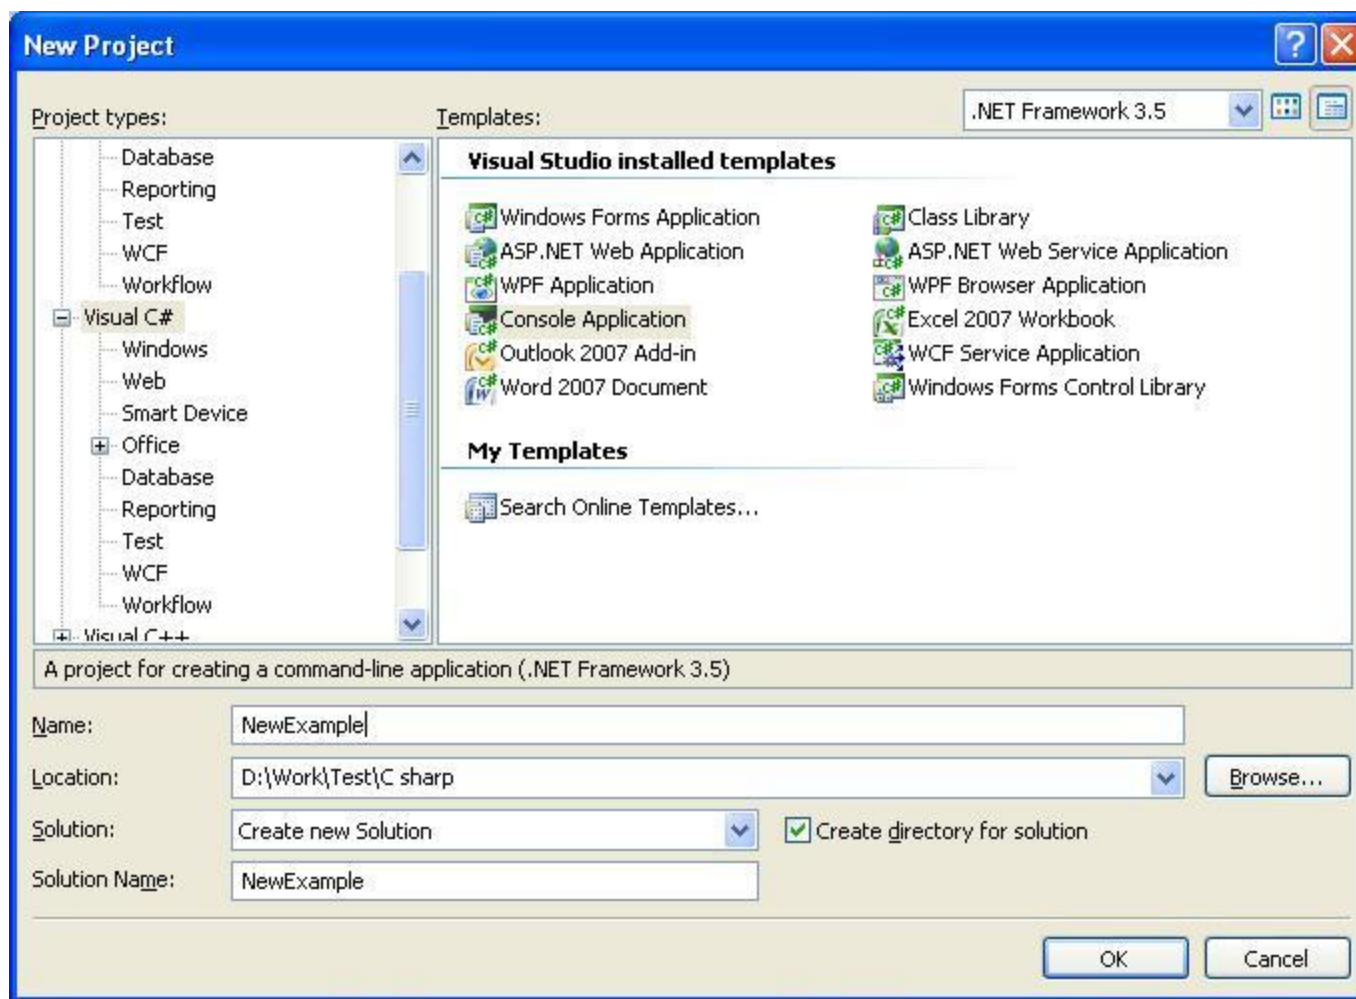 New Project
Project types:
Templates:
.NET Framework 3.5
Database
Reporting
Test
WCF
Workflow
Visual C#
Windows
Web
Smart Device
Office
Database
Reporting
Test
WCF
Workflow
Visual C++
Visual Studio installed templates
Windows Forms Application
Class Library
ASP.NET Web Application
ASP.NET Web Service Application
WPF Application
WPF Browser Application
Console Application
Excel 2007 Workbook
Outlook 2007 Add-in
WCF Service Application
Word 2007 Document
Windows Forms Control Library
My Templates
Search Online Templates...
A project for creating a command-line application (.NET Framework 3.5)
Name:
NewExample
Location:
D:\Work\Test\C sharp
Browse...
Solution:
Create new Solution
Create directory for solution
Solution Name:
NewExample
OK
Cancel